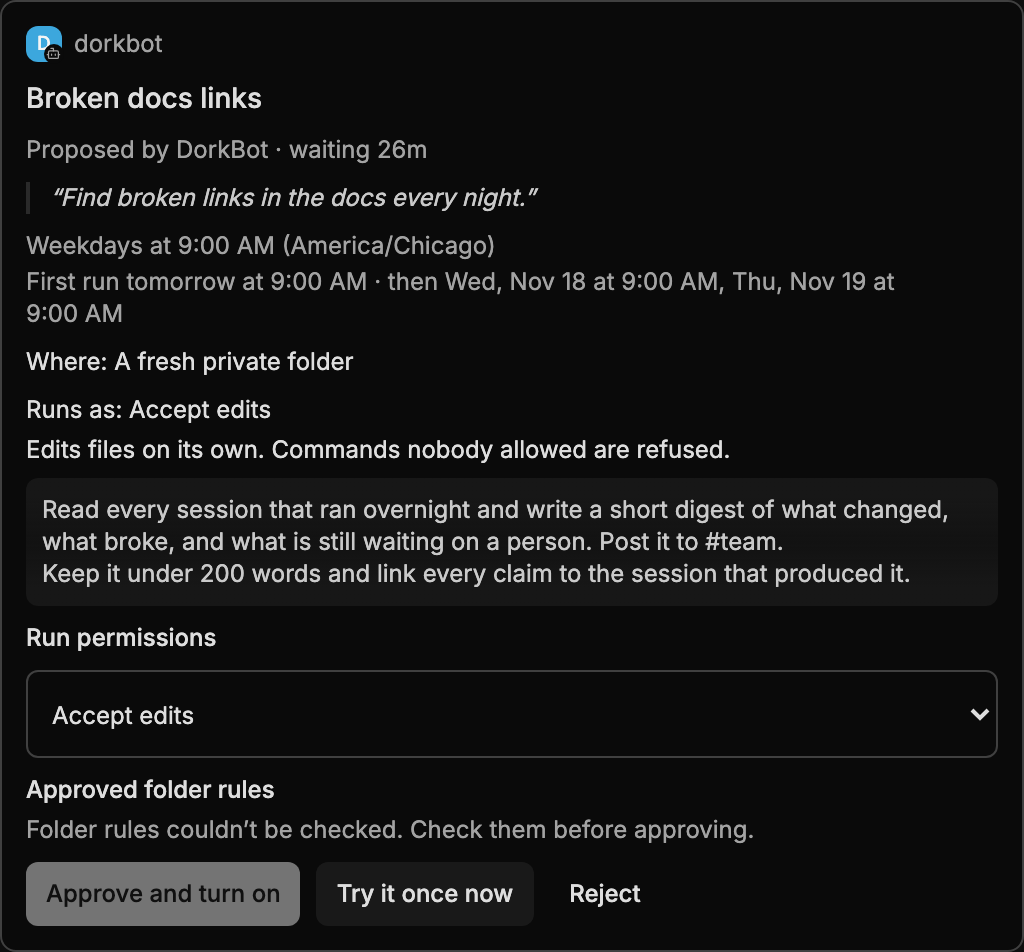 D
dorkbot
Broken docs links
Proposed by DorkBot · waiting 26m
“Find broken links in the docs every night.”
Weekdays at 9:00 AM (America/Chicago)
First run tomorrow at 9:00 AM · then Wed, Nov 18 at 9:00 AM, Thu, Nov 19 at
9:00 AM
Where: A fresh private folder
Runs as: Accept edits
Edits files on its own. Commands nobody allowed are refused.
Read every session that ran overnight and write a short digest of what changed,
what broke, and what is still waiting on a person. Post it to #team.
Keep it under 200 words and link every claim to the session that produced it.
Run permissions
Accept edits
Approved folder rules
Folder rules couldn’t be checked. Check them before approving.
Approve and turn on
Try it once now
Reject